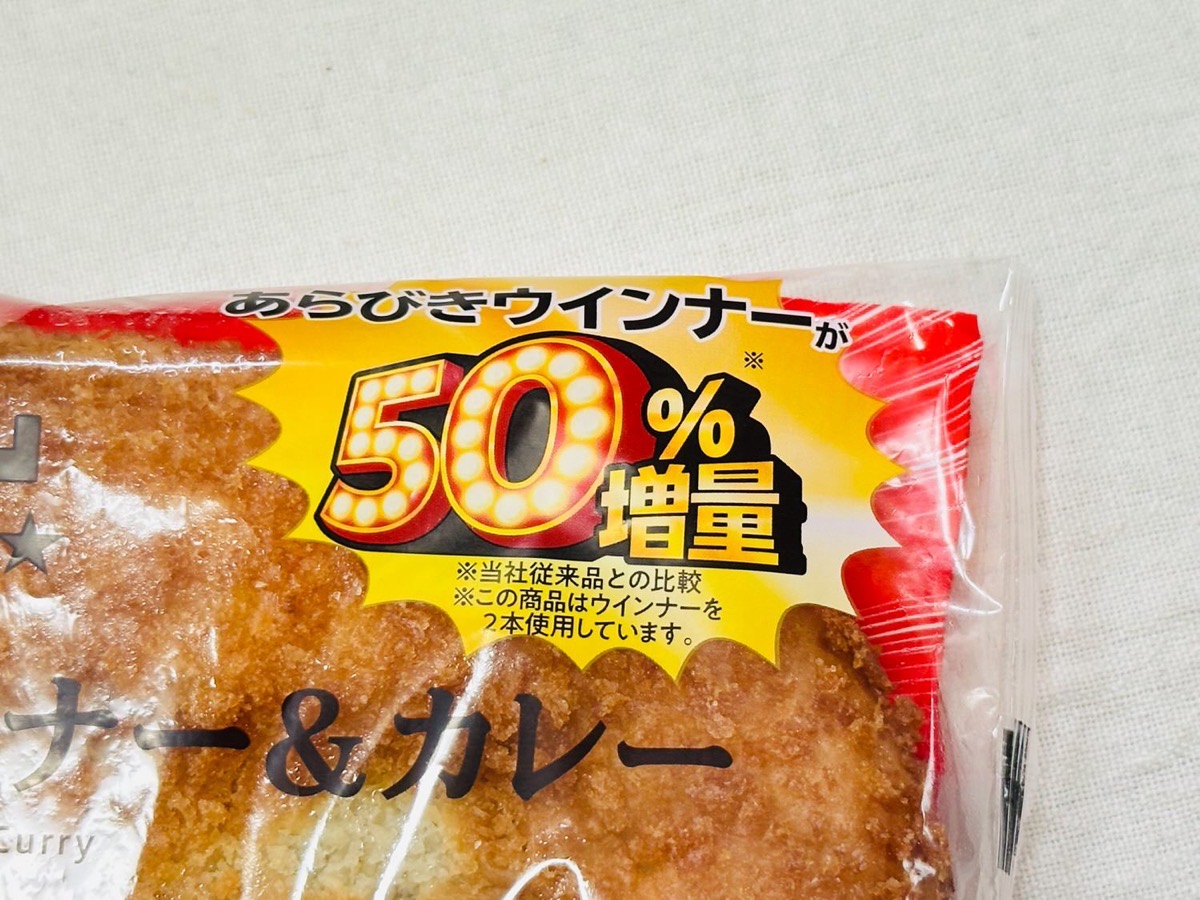 あらびきウインナーが
50%※
増量
※当社従来品との比較
※この商品はウインナーを
2本使用しています。
ナー&カレー
Curry